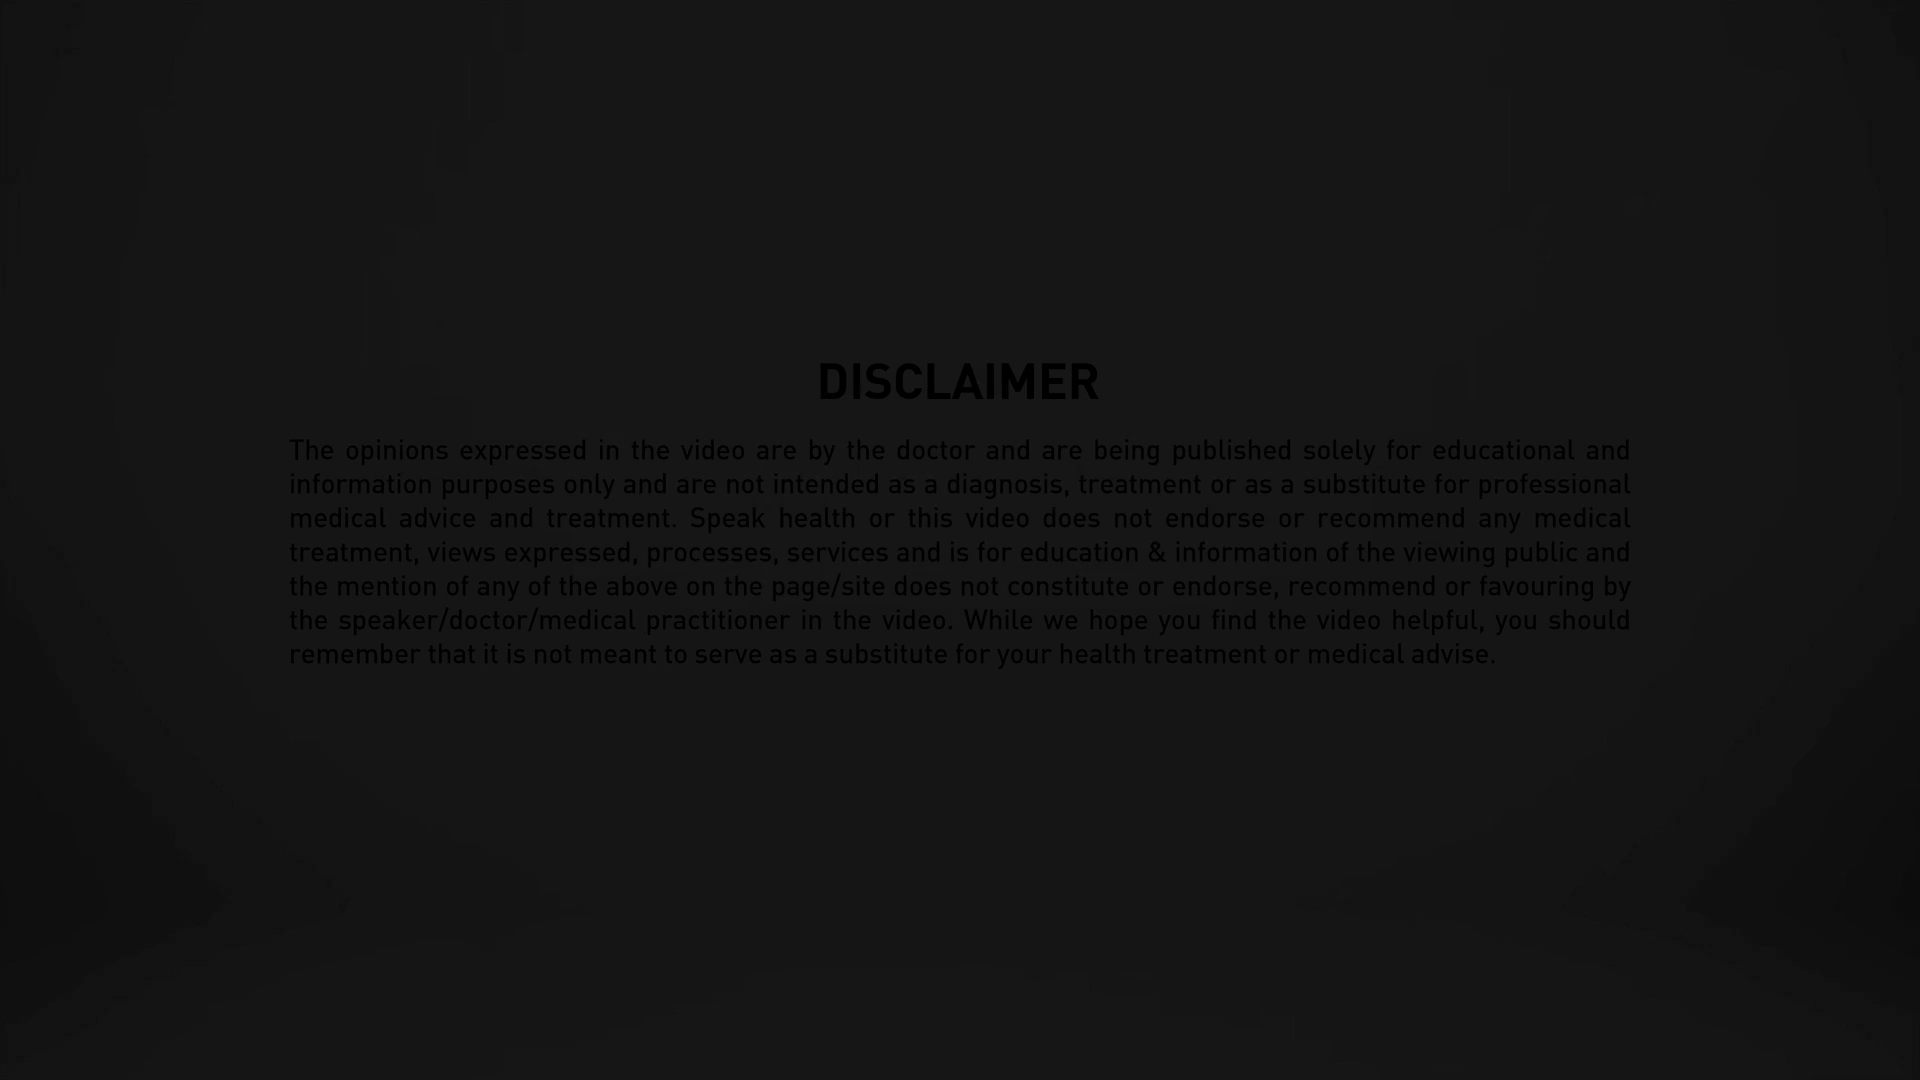 DISCLAIMER
The opinions expressed in the video are by the doctor and are being published solely for educational and
information purposes only and are not intended as a diagnosis, treatment or as a substitute for professional
medical advice and treatment. Speak health or this video does not endorse or recommend any medical
treatment, views expressed, processes, services and is for education & information of the viewing public and
the mention of any of the above on the page/site does not constitute or endorse, recommend or favouring by
the speaker/doctor/medical practitioner in the video. While we hope you find the video helpful, you should
remember that it is not meant to serve as a substitute for your health treatment or medical advise.